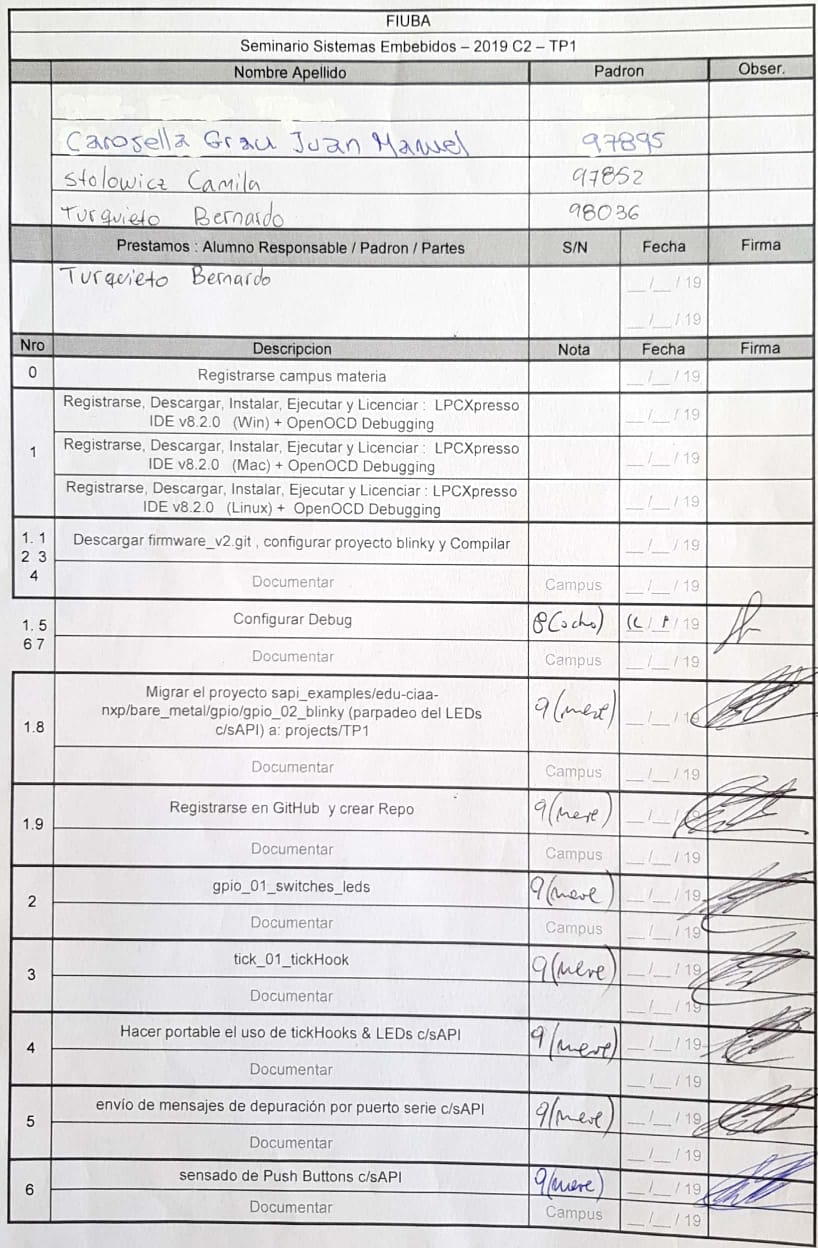 FIUBA
Seminario Sistemas Embebidos – 2019 C2 – TP1
Nombre Apellido Padron Obser.
Carosella Grau Juan Manuel 97895
Stolowicz Camila 97852
Turquieto Bernardo 98036
Prestamos : Alumno Responsable / Padron / Partes S/N Fecha Firma
Turquieto Bernardo __/__/19
__/__/19
Nro Descripcion Nota Fecha Firma
0 Registrarse campus materia __/__/19
Registrarse, Descargar, Instalar, Ejecutar y Licenciar : LPCXpresso
IDE v8.2.0 (Win) + OpenOCD Debugging __/__/19
1 Registrarse, Descargar, Instalar, Ejecutar y Licenciar : LPCXpresso
IDE v8.2.0 (Mac) + OpenOCD Debugging __/__/19
Registrarse, Descargar, Instalar, Ejecutar y Licenciar : LPCXpresso
IDE v8.2.0 (Linux) + OpenOCD Debugging __/__/19
1. 1
2 3
4
Descargar firmware_v2.git , configurar proyecto blinky y Compilar __/__/19
Documentar Campus __/__/19
1. 5
6 7
Configurar Debug 8(ocho) /19
Documentar Campus __/__/19
1.8
Migrar el proyecto sapi_examples/edu-ciaa-
nxp/bare_metal/gpio/gpio_02_blinky (parpadeo del LEDs
c/sAPI) a: projects/TP1
9(nueve) __/__/19
Documentar Campus __/__/19
1.9 Registrarse en GitHub y crear Repo 9(nueve) __/__/19
Documentar Campus __/__/19
2 gpio_01_switches_leds 9(nueve) __/__/19
Documentar Campus __/__/19
3 tick_01_tickHook 9(nueve) __/__/19
Documentar __/__/19
4 Hacer portable el uso de tickHooks & LEDs c/sAPI 9(nueve) __/__/19
Documentar __/__/19
5 envío de mensajes de depuración por puerto serie c/sAPI 9(nueve) __/__/19
Documentar __/__/19
6 sensado de Push Buttons c/sAPI 9(nueve) __/__/19
Documentar Campus __/__/19